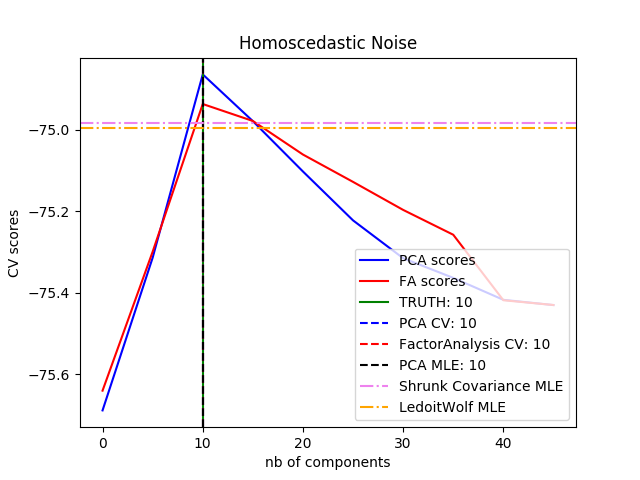 Homoscedastic Noise
CV scores
−75.0
−75.2
−75.4
−75.6
PCA scores
FA scores
TRUTH: 10
PCA CV: 10
FactorAnalysis CV: 10
PCA MLE: 10
Shrunk Covariance MLE
LedoitWolf MLE
0 10 20 30 40
nb of components